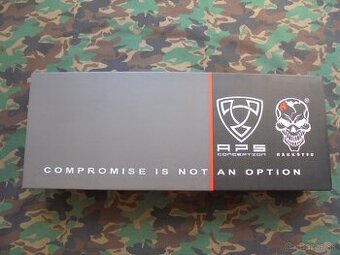 APS
CONCEPTION
COMPROMISE IS NOT AN OPTION